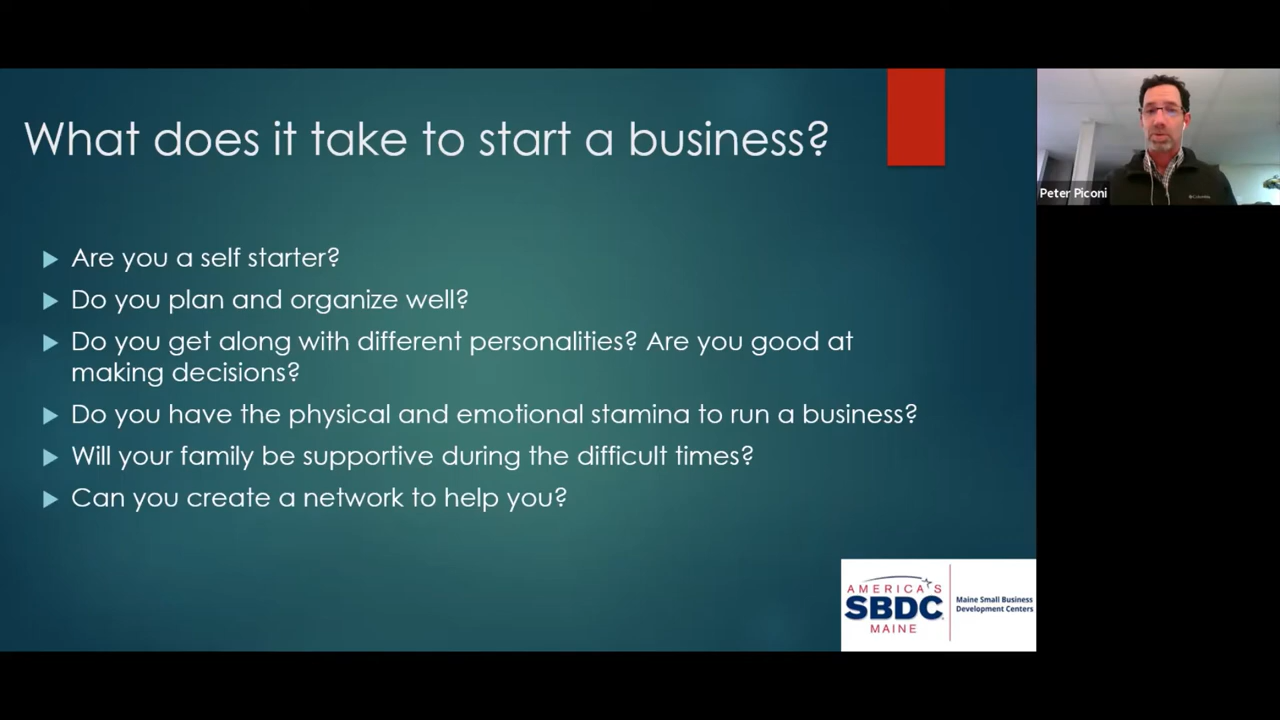 What does it take to start a business?
Are you a self starter?
Do you plan and organize well?
Do you get along with different personalities? Are you good at
making decisions?
Do you have the physical and emotional stamina to run a business?
Will your family be supportive during the difficult times?
Can you create a network to help you?
Peter Piconi
Columbia
AMERICA'S
SBDC
MAINE
Maine Small Business
Development Centers